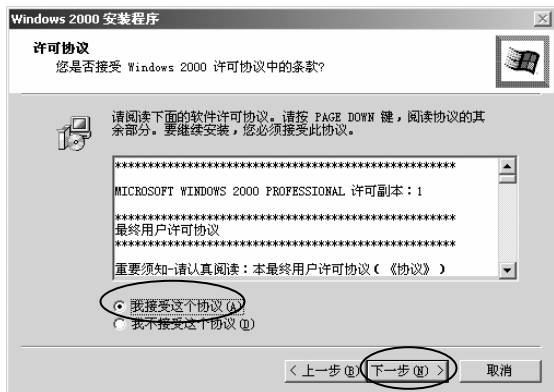 Windows 2000 安装程序
许可协议
您是否接受 Windows 2000 许可协议中的条款?
请阅读下面的软件许可协议。请按 PAGE DOWN 键，阅读协议的其
余部分。要继续安装，您必须接受此协议。
****************************************************
MICROSOFT WINDOWS 2000 PROFESSIONAL 许可副本：1
****************************************************
最终用户许可协议
****************************************************
重要须知-请认真阅读：本最终用户许可协议（《协议》）
我接受这个协议(A)
我不接受这个协议(D)
< 上一步(B) 下一步(N) > 取消